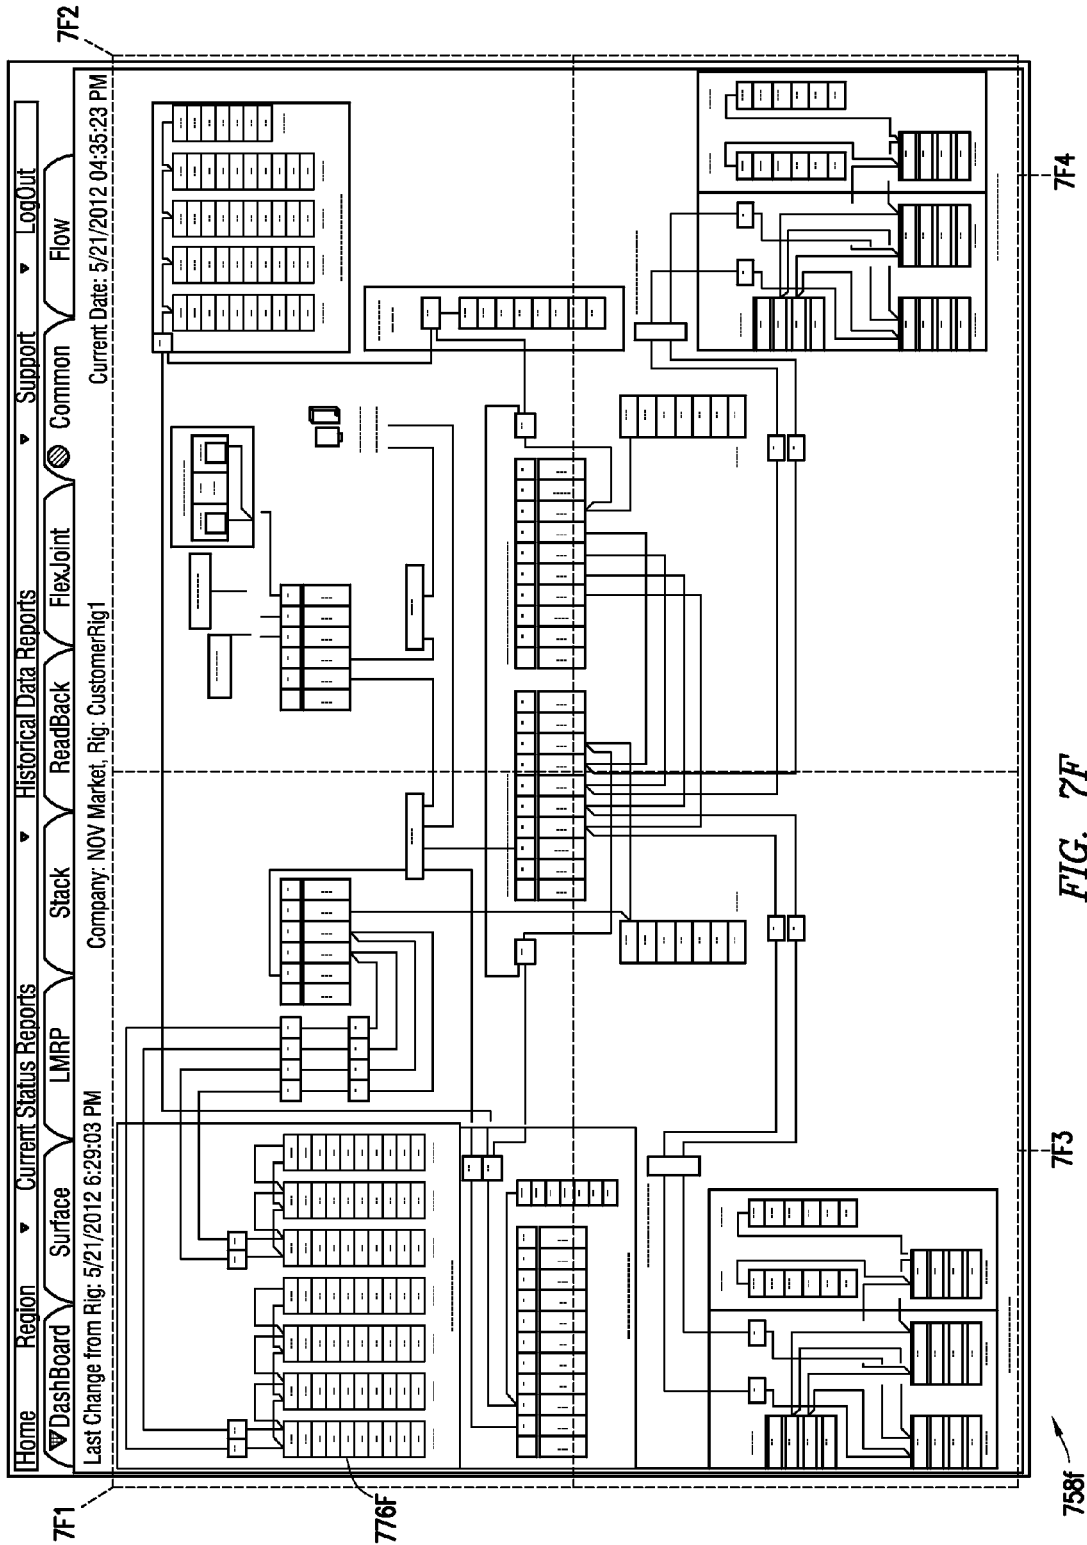 7F2
Home Region ▼ Current Status Reports ▼ Historical Data Reports ▼ Support ▼ LogOut
DashBoard Surface LMRP Stack ReadBack FlexJoint Common Flow
Last Change from Rig: 5/21/2012 6:29:03 PM Company: NOV Market, Rig: CustomerRig1 Current Date: 5/21/2012 04:35:23 PM
7F1
776F
7F3
7F4
758f
FIG. 7F